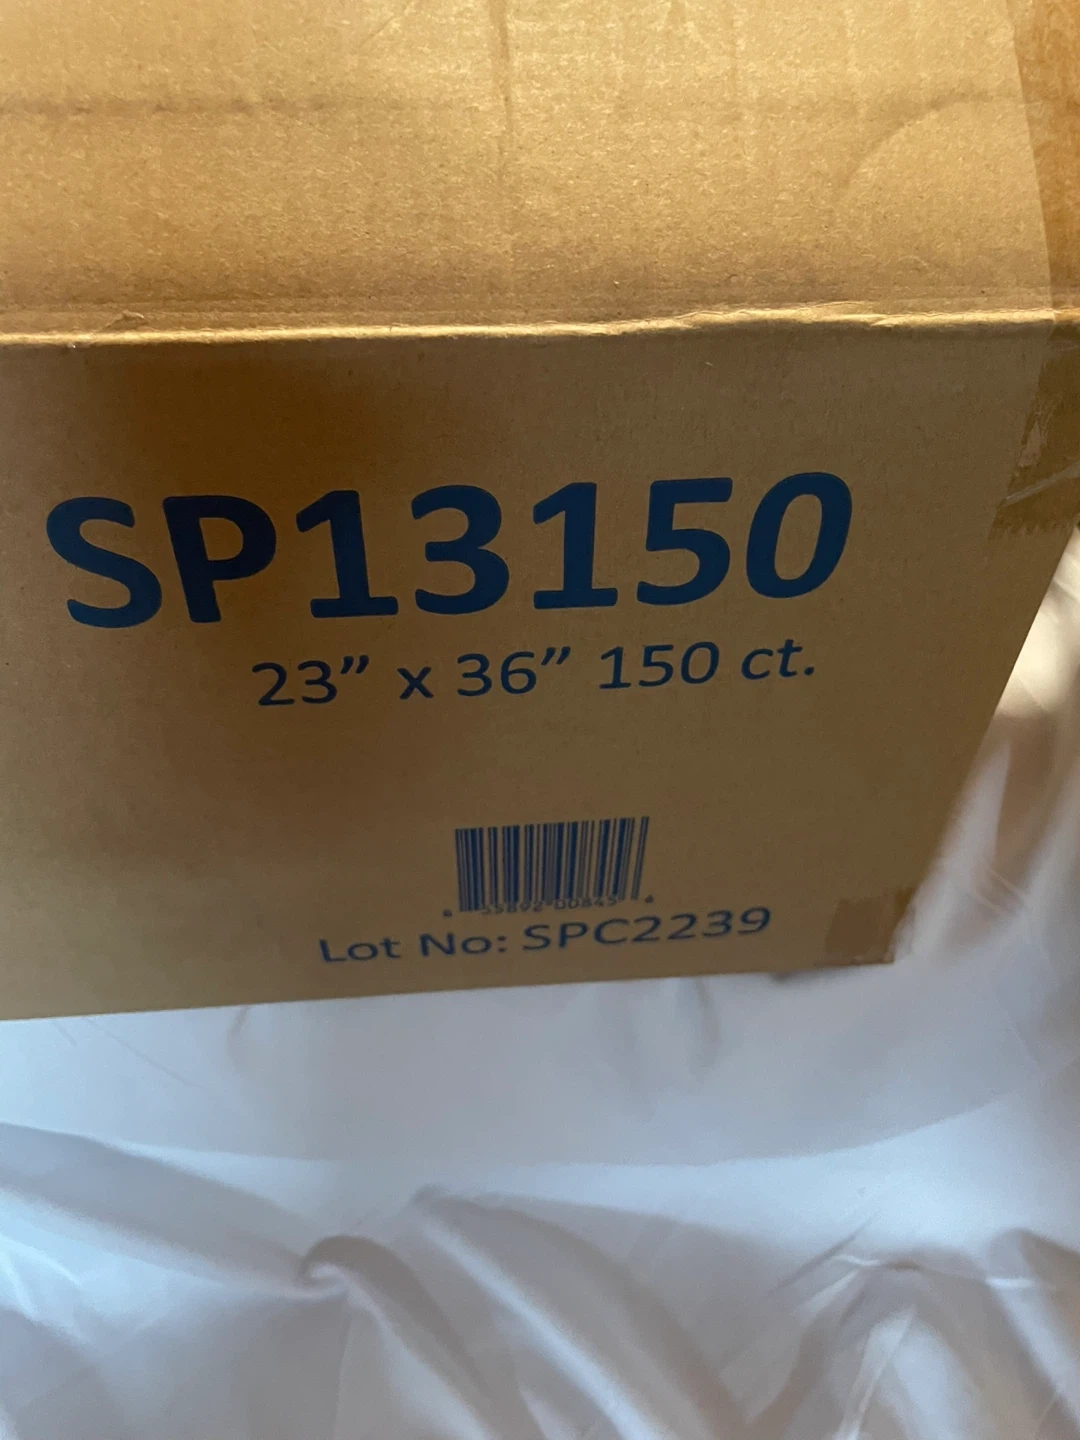 SP13150
23” x 36” 150 ct.
Lot No: SPC2239